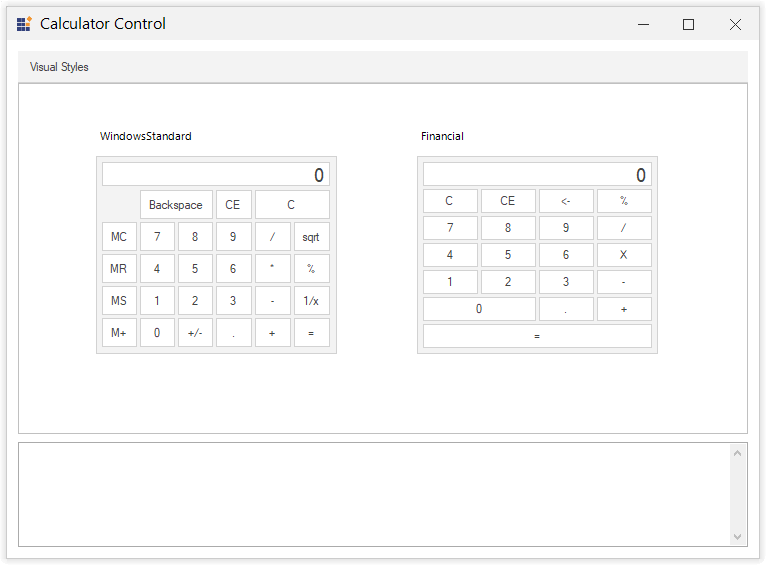 Calculator Control
Visual Styles
WindowsStandard
0
Backspace CE C
MC 7 8 9 / sqrt
MR 4 5 6 * %
MS 1 2 3 - 1/x
M+ 0 +/- . + =
Financial
0
C CE <- %
7 8 9 /
4 5 6 X
1 2 3 -
0 . +
=